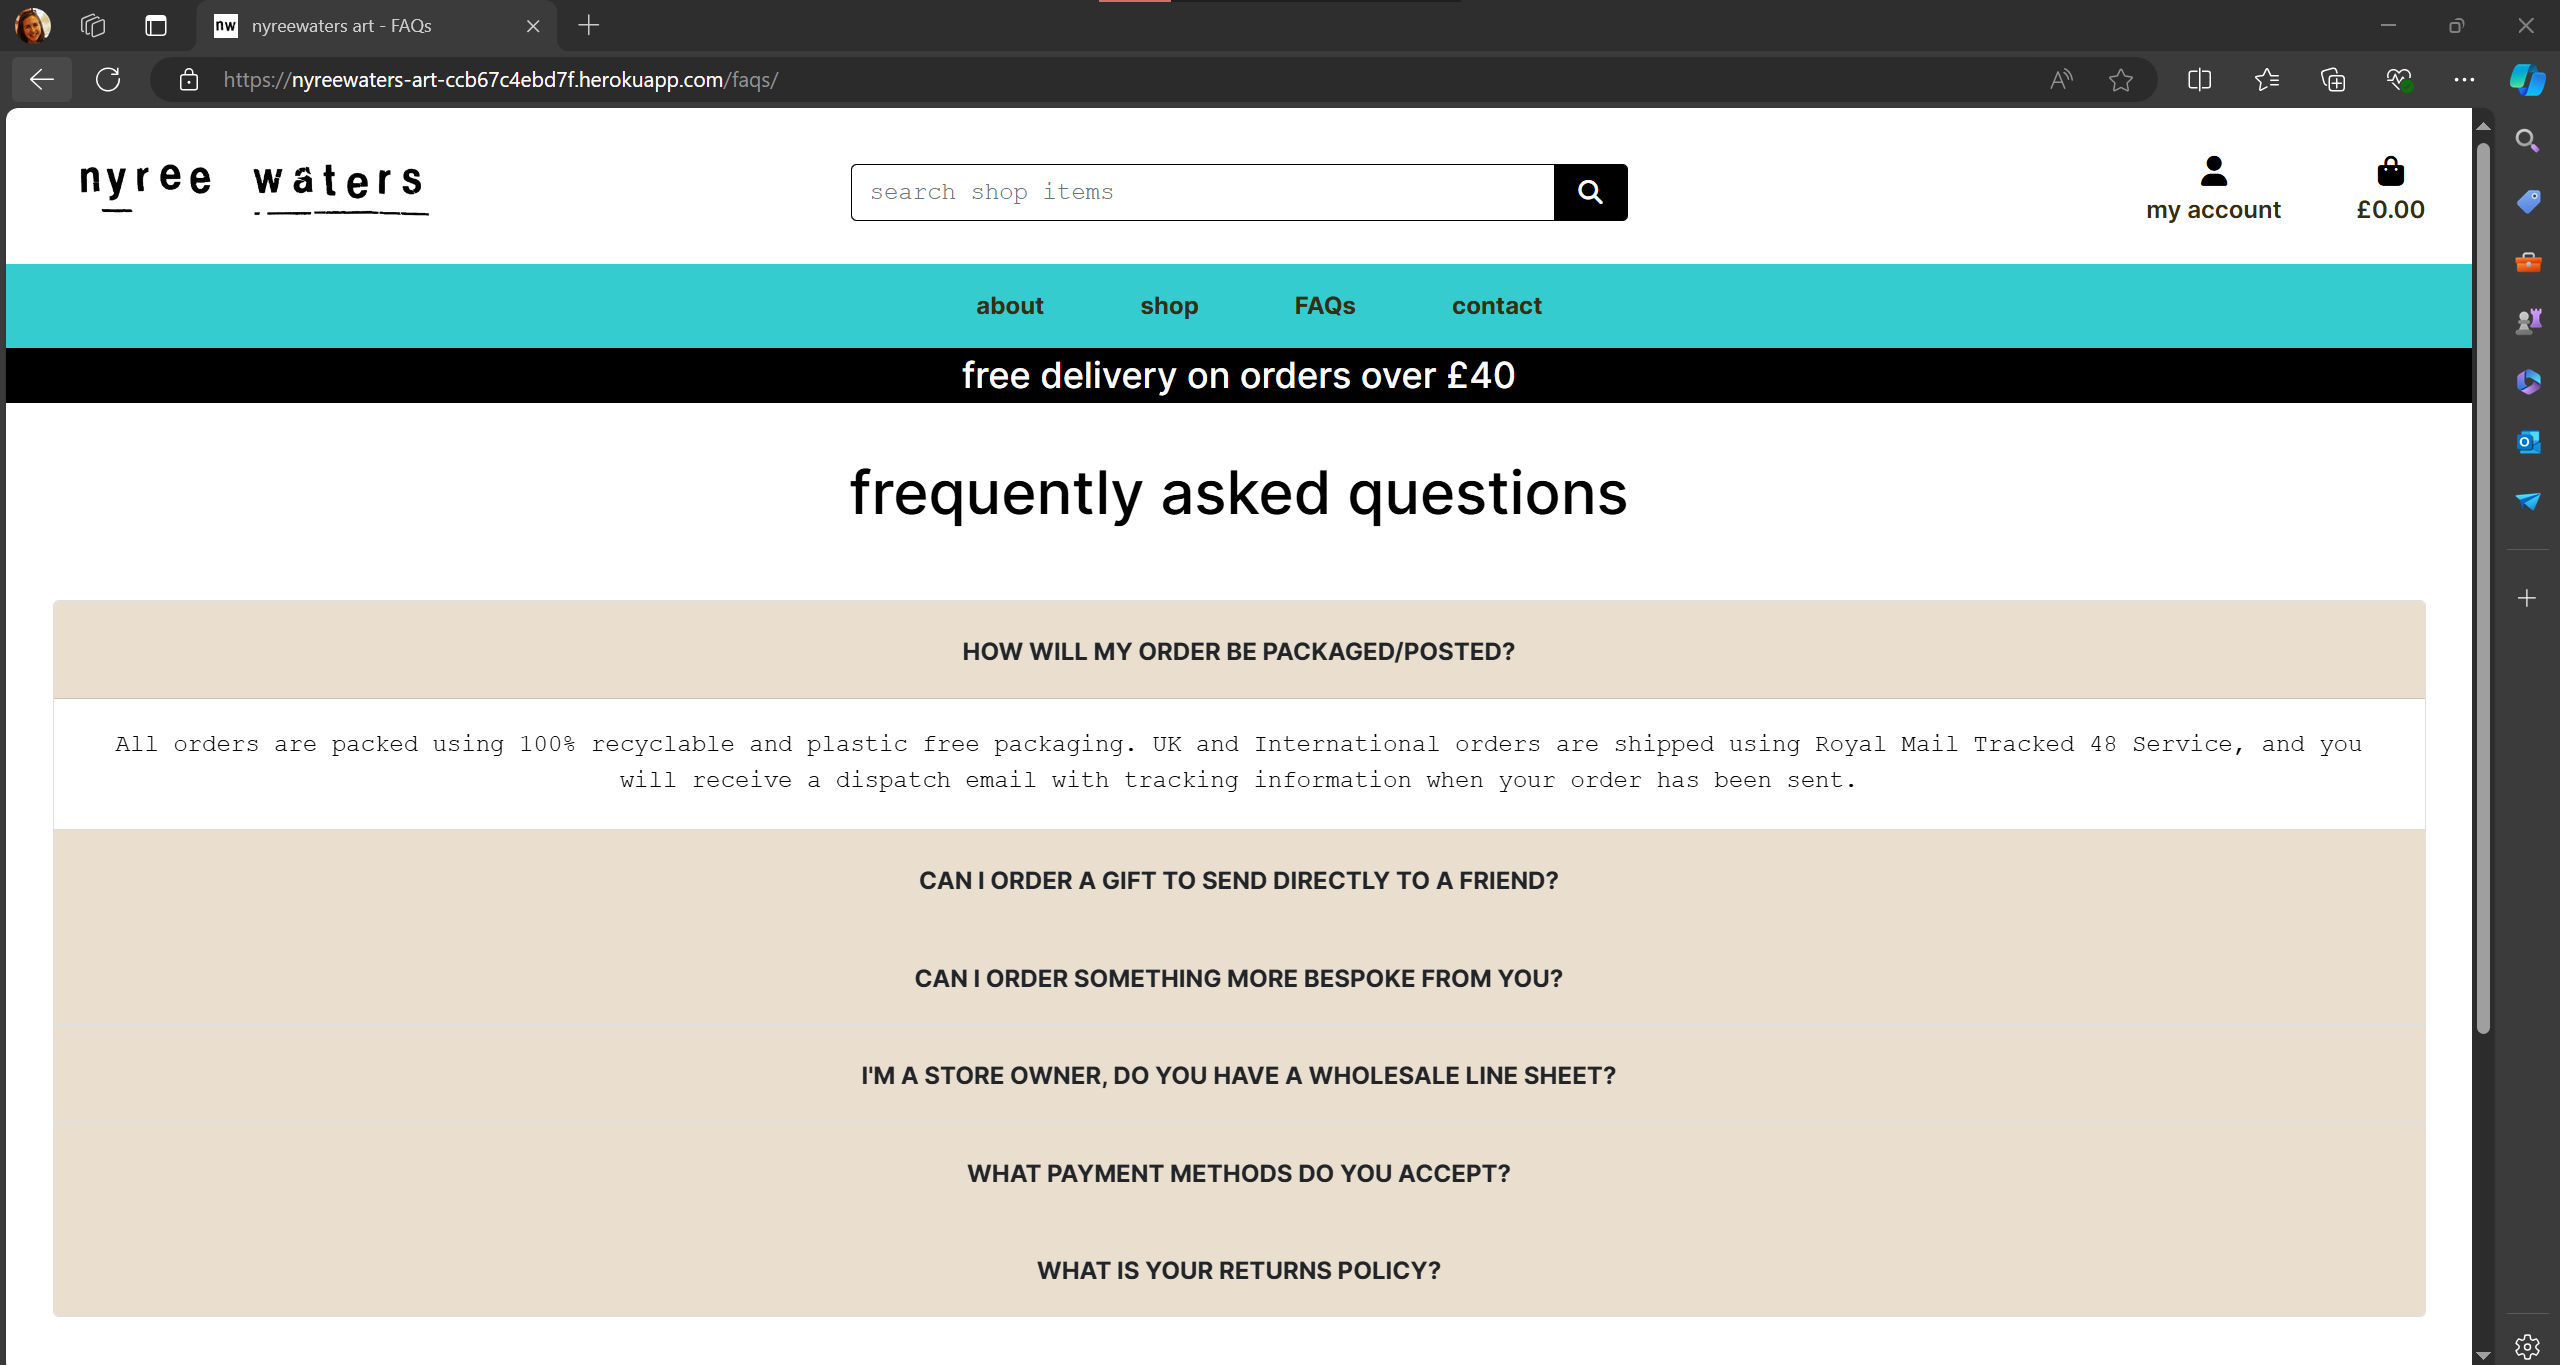 nw nyreewaters art - FAQs
https://nyreewaters-art-ccb67c4ebd7f.herokuapp.com/faqs/
nyree waters
search shop items
my account
£0.00
about shop FAQs contact
free delivery on orders over £40
frequently asked questions
HOW WILL MY ORDER BE PACKAGED/POSTED?
All orders are packed using 100% recyclable and plastic free packaging. UK and International orders are shipped using Royal Mail Tracked 48 Service, and you
will receive a dispatch email with tracking information when your order has been sent.
CAN I ORDER A GIFT TO SEND DIRECTLY TO A FRIEND?
CAN I ORDER SOMETHING MORE BESPOKE FROM YOU?
I'M A STORE OWNER, DO YOU HAVE A WHOLESALE LINE SHEET?
WHAT PAYMENT METHODS DO YOU ACCEPT?
WHAT IS YOUR RETURNS POLICY?